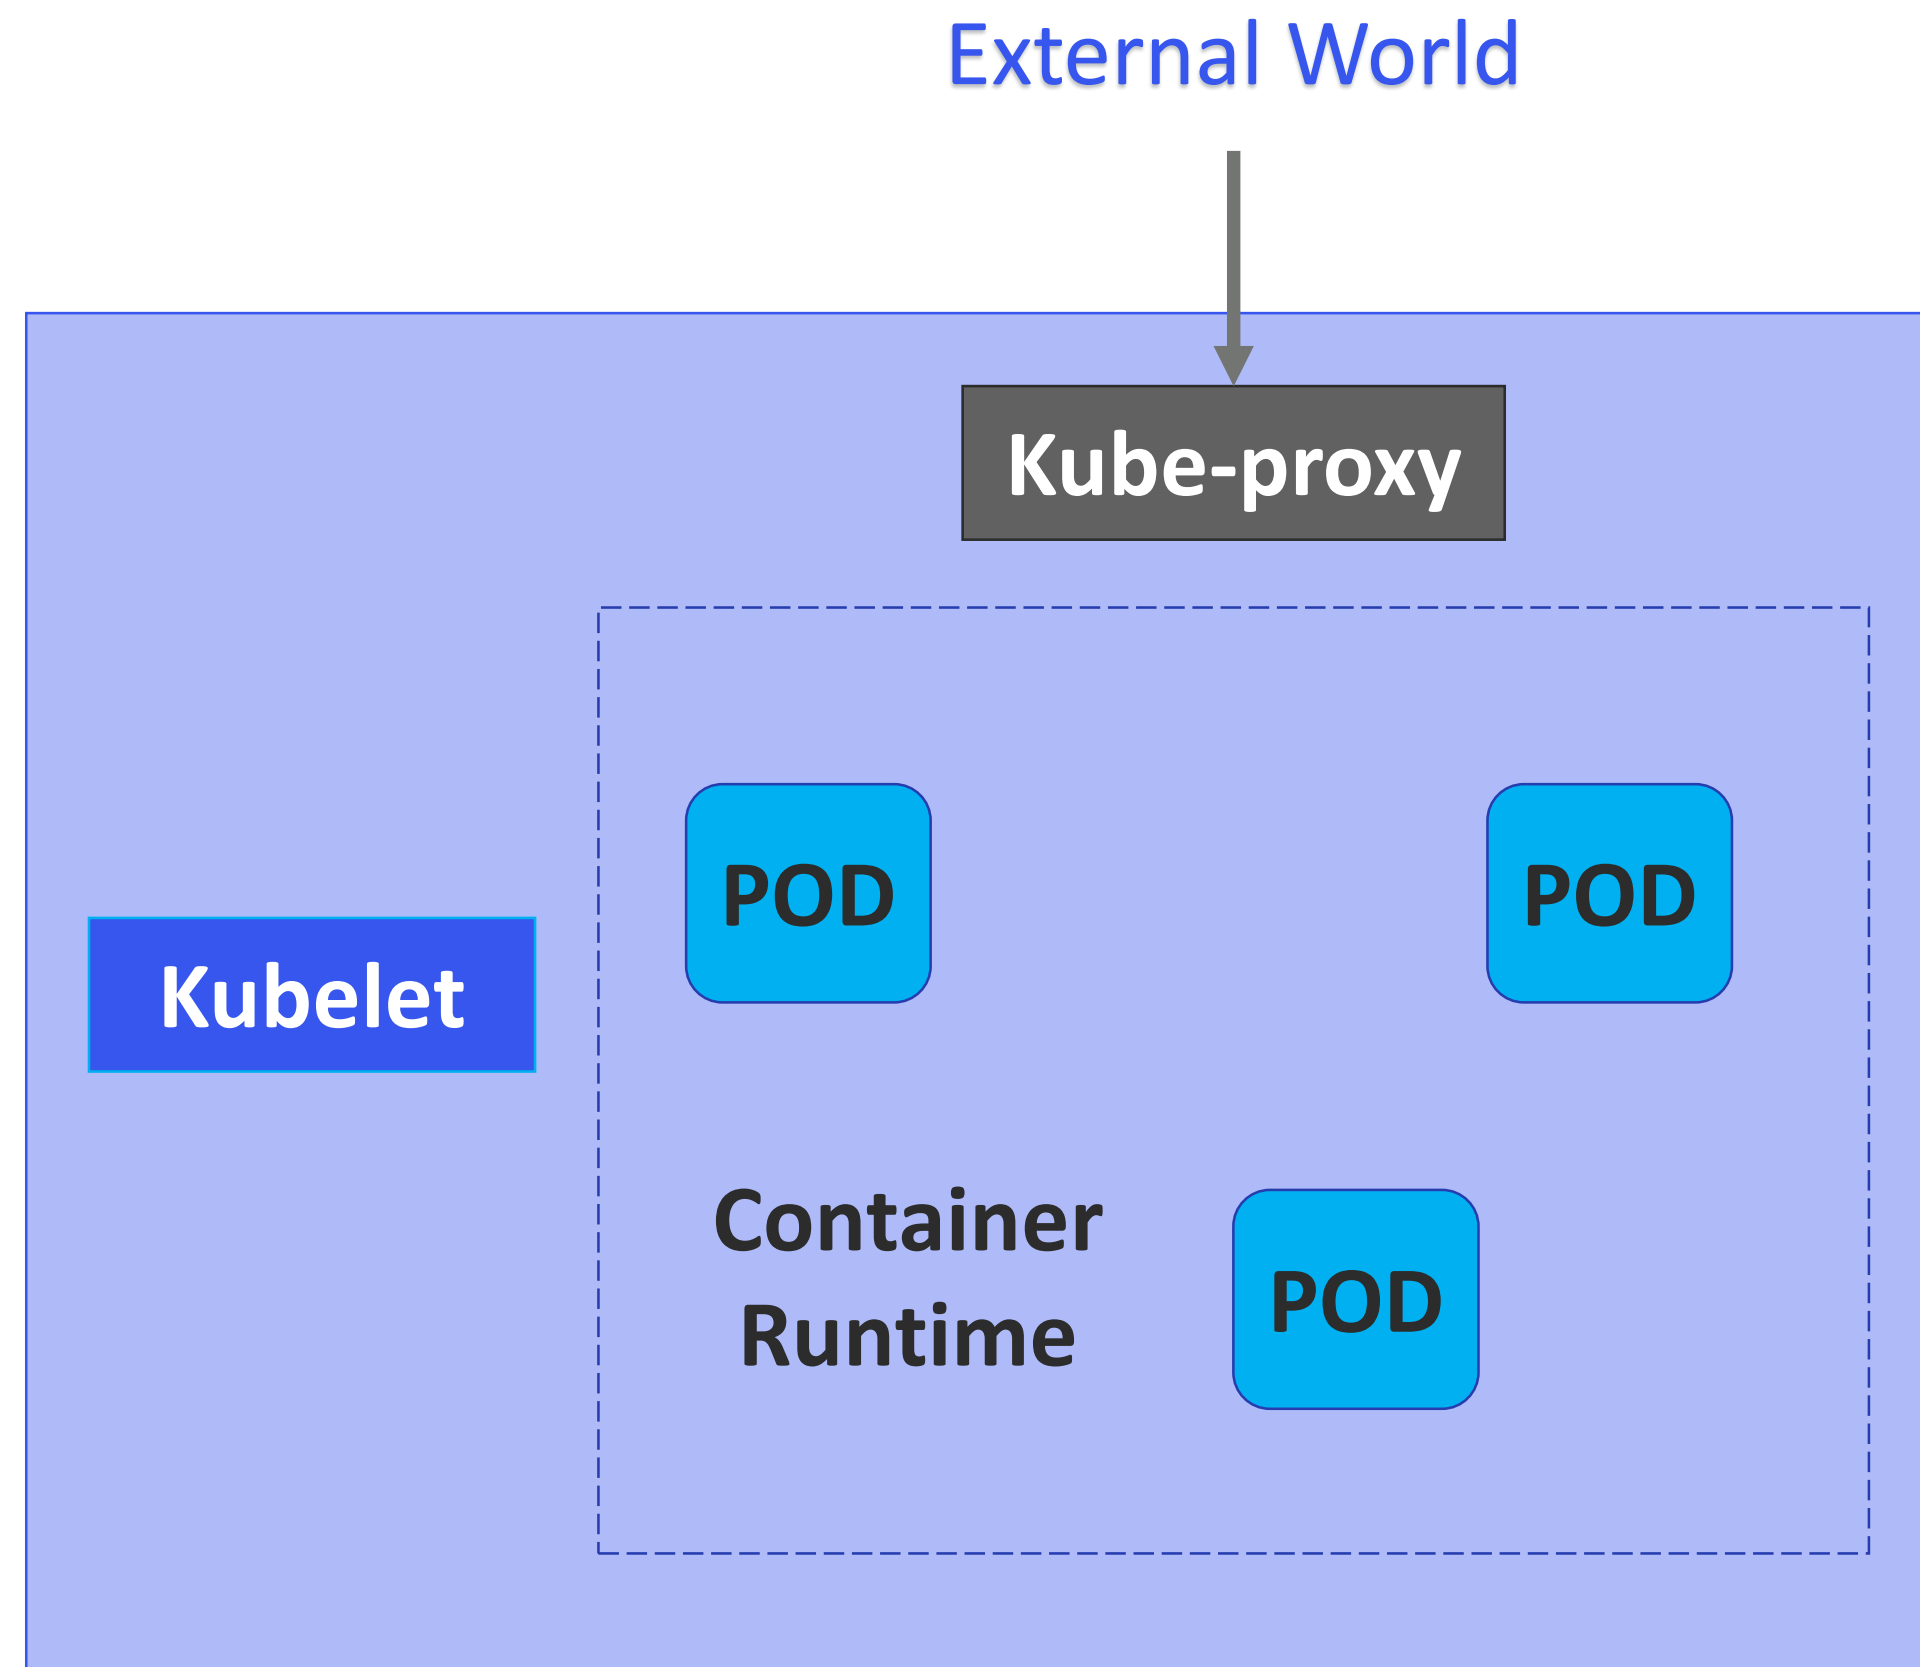 External World
Kube-proxy
POD
POD
Kubelet
Container
Runtime
POD